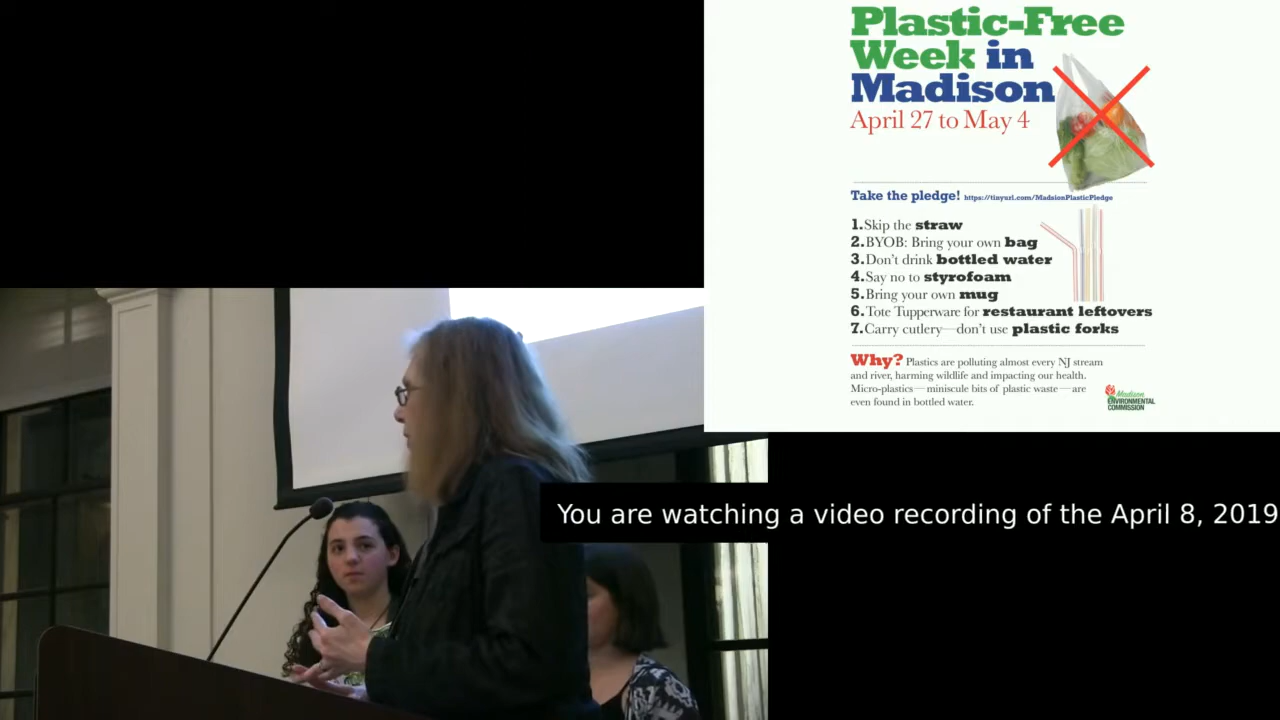 Plastic-Free
Week in
Madison
April 27 to May 4
Take the pledge! https://tinyurl.com/MadsionPlasticPledge
1. Skip the straw
2. BYOB: Bring your own bag
3. Don't drink bottled water
4. Say no to styrofoam
5. Bring your own mug
6. Tote Tupperware for restaurant leftovers
7. Carry cutlery—don't use plastic forks
Why? Plastics are polluting almost every NJ stream
and river, harming wildlife and impacting our health.
Micro-plastics—miniscule bits of plastic waste—are
even found in bottled water.
Madison
ENVIRONMENTAL
COMMISSION
You are watching a video recording of the April 8, 2019